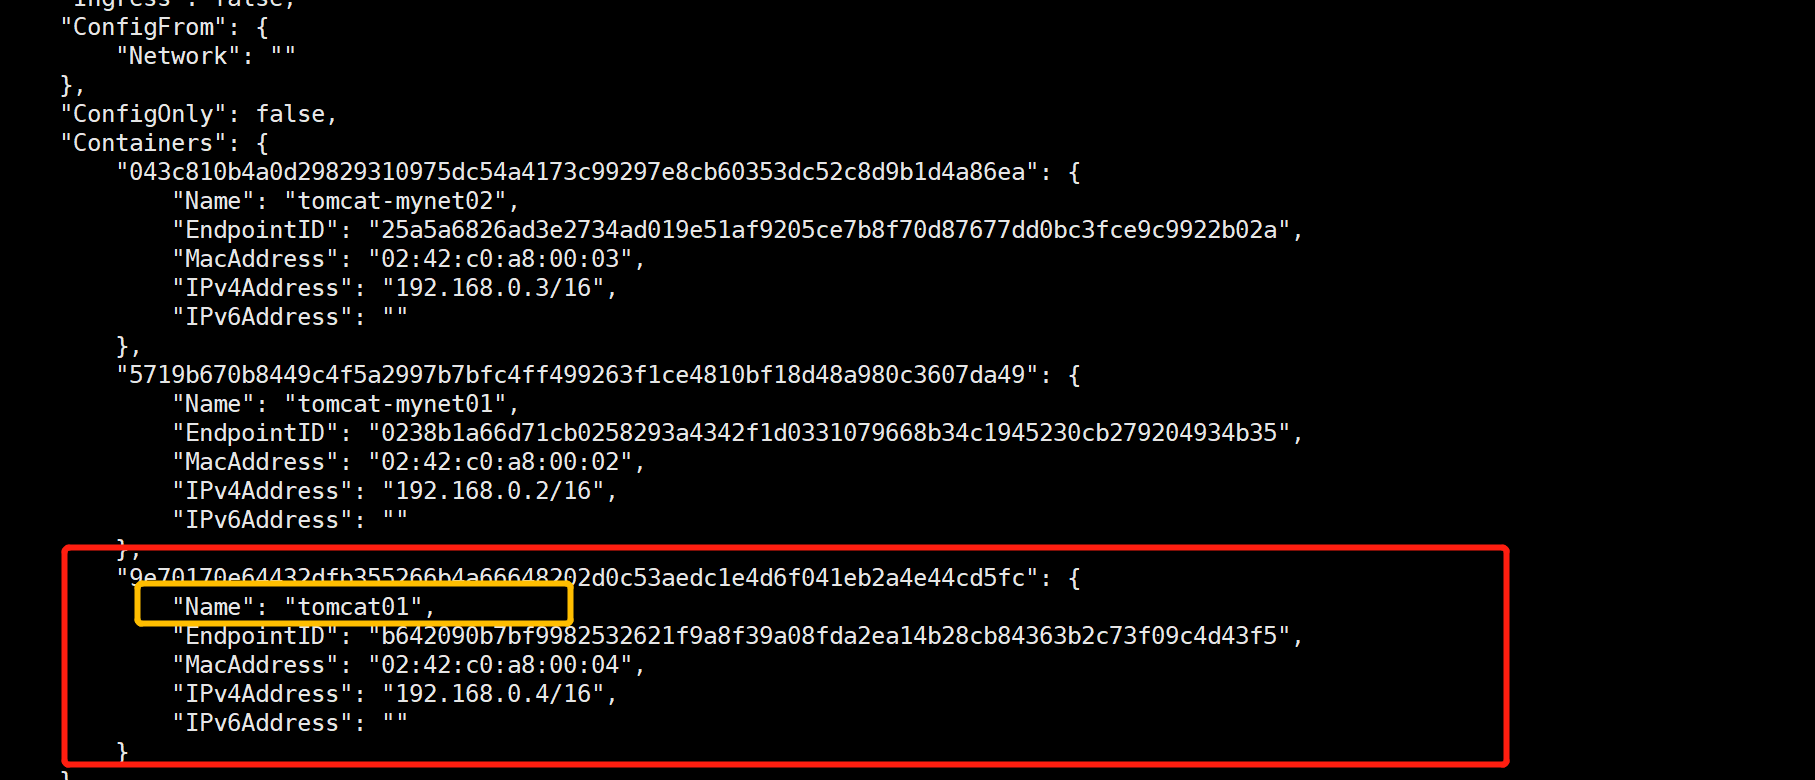 "Ingress": false,
"ConfigFrom": {
"Network": ""
},
"ConfigOnly": false,
"Containers": {
"043c810b4a0d29829310975dc54a4173c99297e8cb60353dc52c8d9b1d4a86ea": {
"Name": "tomcat-mynet02",
"EndpointID": "25a5a6826ad3e2734ad019e51af9205ce7b8f70d87677dd0bc3fce9c9922b02a",
"MacAddress": "02:42:c0:a8:00:03",
"IPv4Address": "192.168.0.3/16",
"IPv6Address": ""
},
"5719b670b8449c4f5a2997b7bfc4ff499263f1ce4810bf18d48a980c3607da49": {
"Name": "tomcat-mynet01",
"EndpointID": "0238b1a66d71cb0258293a4342f1d0331079668b34c1945230cb279204934b35",
"MacAddress": "02:42:c0:a8:00:02",
"IPv4Address": "192.168.0.2/16",
"IPv6Address": ""
},
"9e70170e64432dfb355266b4a66648202d0c53aedc1e4d6f041eb2a4e44cd5fc": {
"Name": "tomcat01",
"EndpointID": "b642090b7bf9982532621f9a8f39a08fda2ea14b28cb84363b2c73f09c4d43f5",
"MacAddress": "02:42:c0:a8:00:04",
"IPv4Address": "192.168.0.4/16",
"IPv6Address": ""
}
}